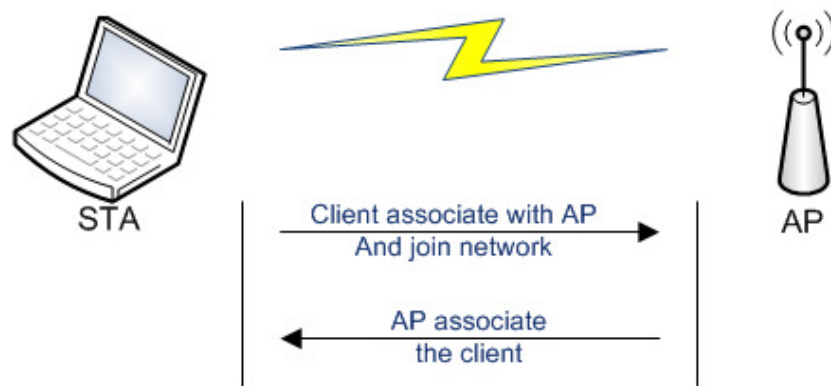 STA
AP
Client associate with AP
And join network
AP associate
the client